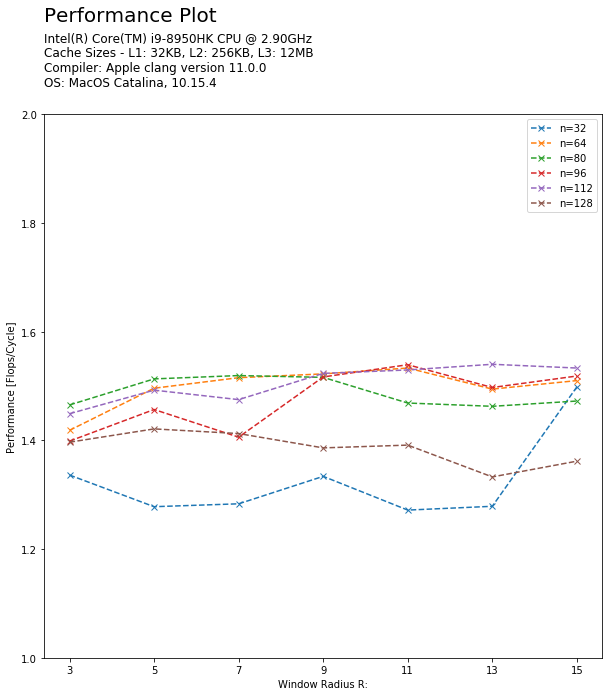 Performance Plot
Intel(R) Core(TM) i9-8950HK CPU @ 2.90GHz
Cache Sizes - L1: 32KB, L2: 256KB, L3: 12MB
Compiler: Apple clang version 11.0.0
OS: MacOS Catalina, 10.15.4
n=32
n=64
n=80
n=96
n=112
n=128
Performance [Flops/Cycle]
2.0
1.8
1.6
1.4
1.2
1.0
3 5 7 9 11 13 15
Window Radius R: